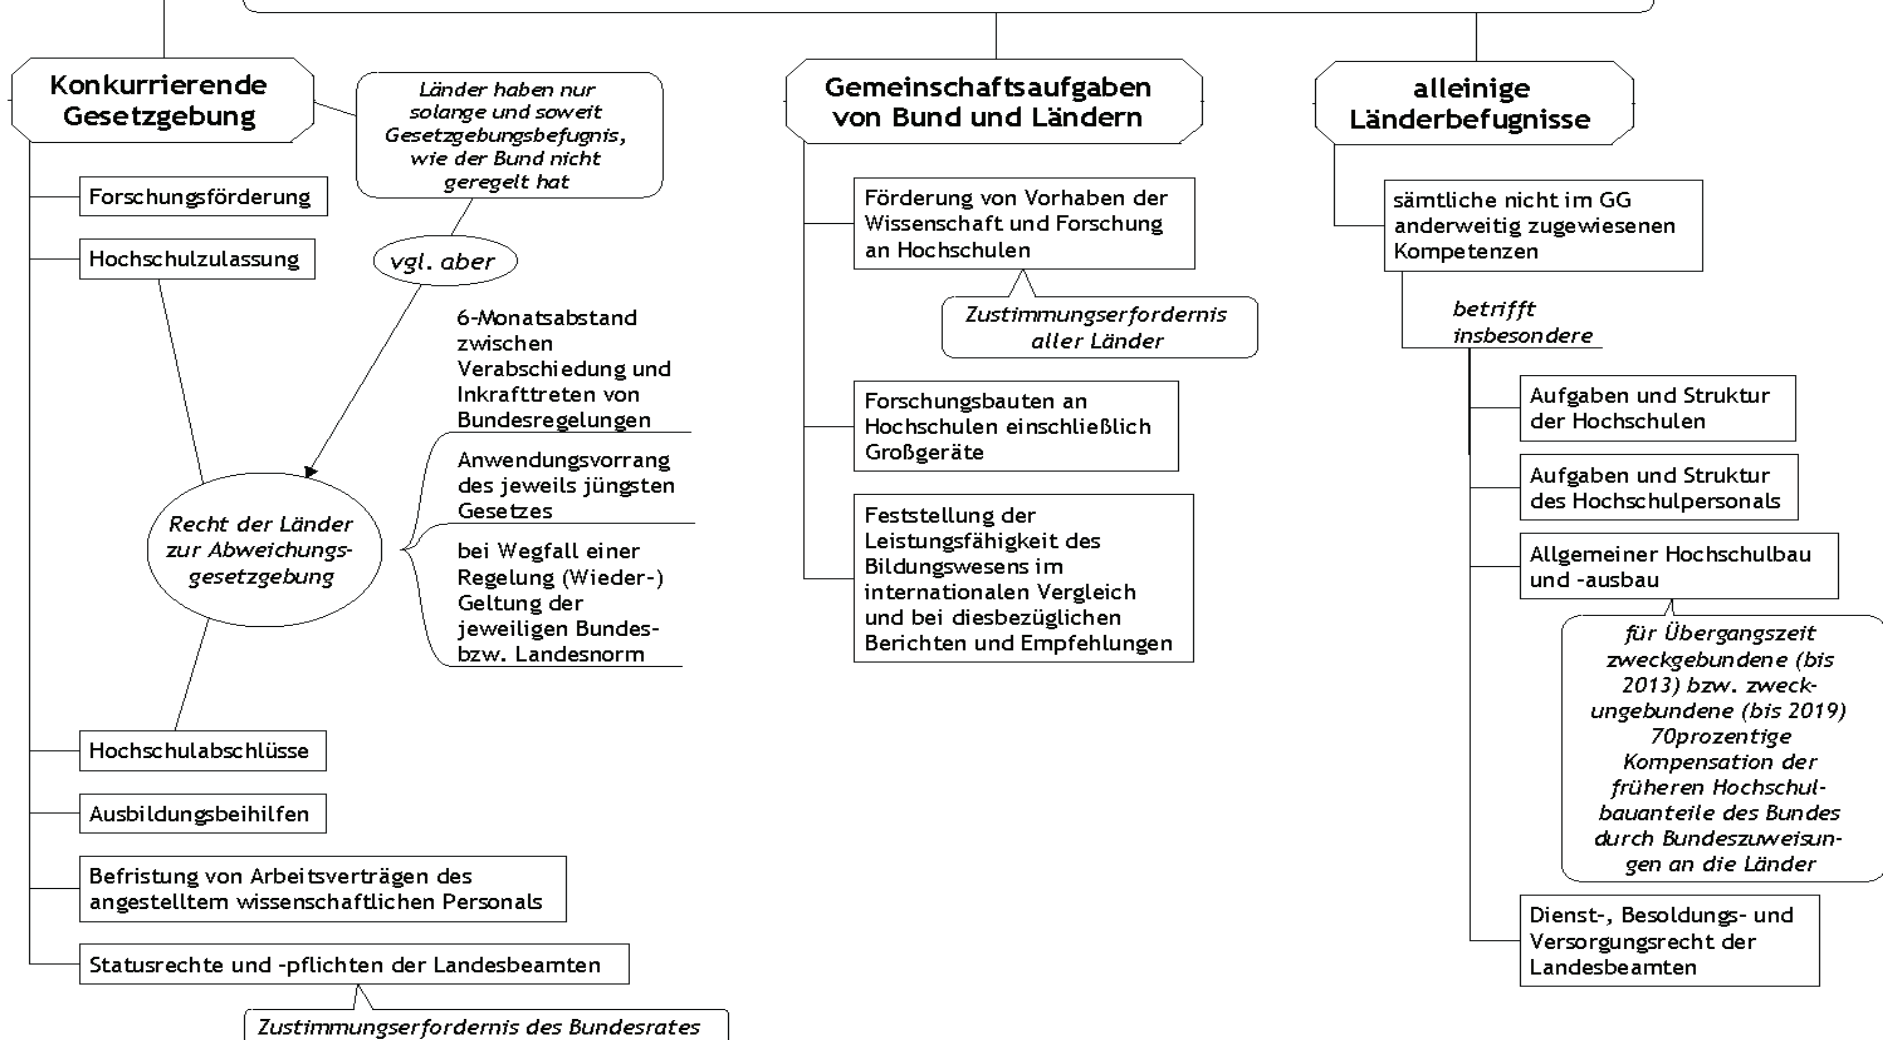 Konkurrierende
Gesetzgebung
Länder haben nur
solange und soweit
Gesetzgebungsbefugnis,
wie der Bund nicht
geregelt hat
Forschungsförderung
Hochschulzulassung
vgl. aber
6-Monatsabstand
zwischen
Verabschiedung und
Inkrafttreten von
Bundesregelungen
Anwendungsvorrang
des jeweils jüngsten
Gesetzes
Recht der Länder
zur Abweichungs-
gesetzgebung
bei Wegfall einer
Regelung (Wieder-)
Geltung der
jeweiligen Bundes-
bzw. Landesnorm
Hochschulabschlüsse
Ausbildungsbeihilfen
Befristung von Arbeitsverträgen des
angestelltem wissenschaftlichen Personals
Statusrechte und -pflichten der Landesbeamten
Zustimmungserfordernis des Bundesrates
Gemeinschaftsaufgaben
von Bund und Ländern
Förderung von Vorhaben der
Wissenschaft und Forschung
an Hochschulen
Zustimmungserfordernis
aller Länder
Forschungsbauten an
Hochschulen einschließlich
Großgeräte
Feststellung der
Leistungsfähigkeit des
Bildungswesens im
internationalen Vergleich
und bei diesbezüglichen
Berichten und Empfehlungen
alleinige
Länderbefugnisse
sämtliche nicht im GG
anderweitig zugewiesenen
Kompetenzen
betrifft
insbesondere
Aufgaben und Struktur
der Hochschulen
Aufgaben und Struktur
des Hochschulpersonals
Allgemeiner Hochschulbau
und -ausbau
für Übergangszeit
zweckgebundene (bis
2013) bzw. zweck-
ungebundene (bis 2019)
70prozentige
Kompensation der
früheren Hochschul-
bauanteile des Bundes
durch Bundeszuweisun-
gen an die Länder
Dienst-, Besoldungs- und
Versorgungsrecht der
Landesbeamten